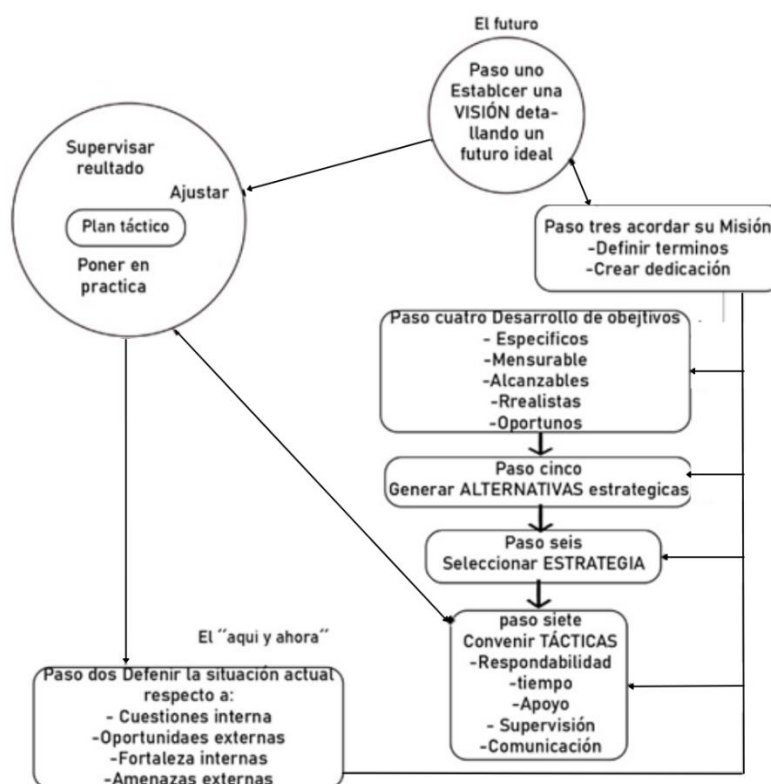 El futuro
Paso uno
Establcer una
VISIÓN deta-
llando un
futuro ideal
Supervisar
reultado
Ajustar
Plan táctico
Poner en
practica
Paso tres acordar su Misión
-Definir terminos
-Crear dedicación
Paso cuatro Desarrollo de obejtivos
- Especificos
-Mensurable
-Alcanzables
-Rrealistas
-Oportunos
Paso cinco
Generar ALTERNATIVAS estrategicas
Paso seis
Seleccionar ESTRATEGIA
paso siete
Convenir TÁCTICAS
-Respondabilidad
-tiempo
-Apoyo
- Supervisión
-Comunicación
El ¨aqui y ahora¨
Paso dos Defenir la situación actual
respecto a:
- Cuestiones interna
-Oportunidaes externas
-Fortaleza internas
-Amenazas externas